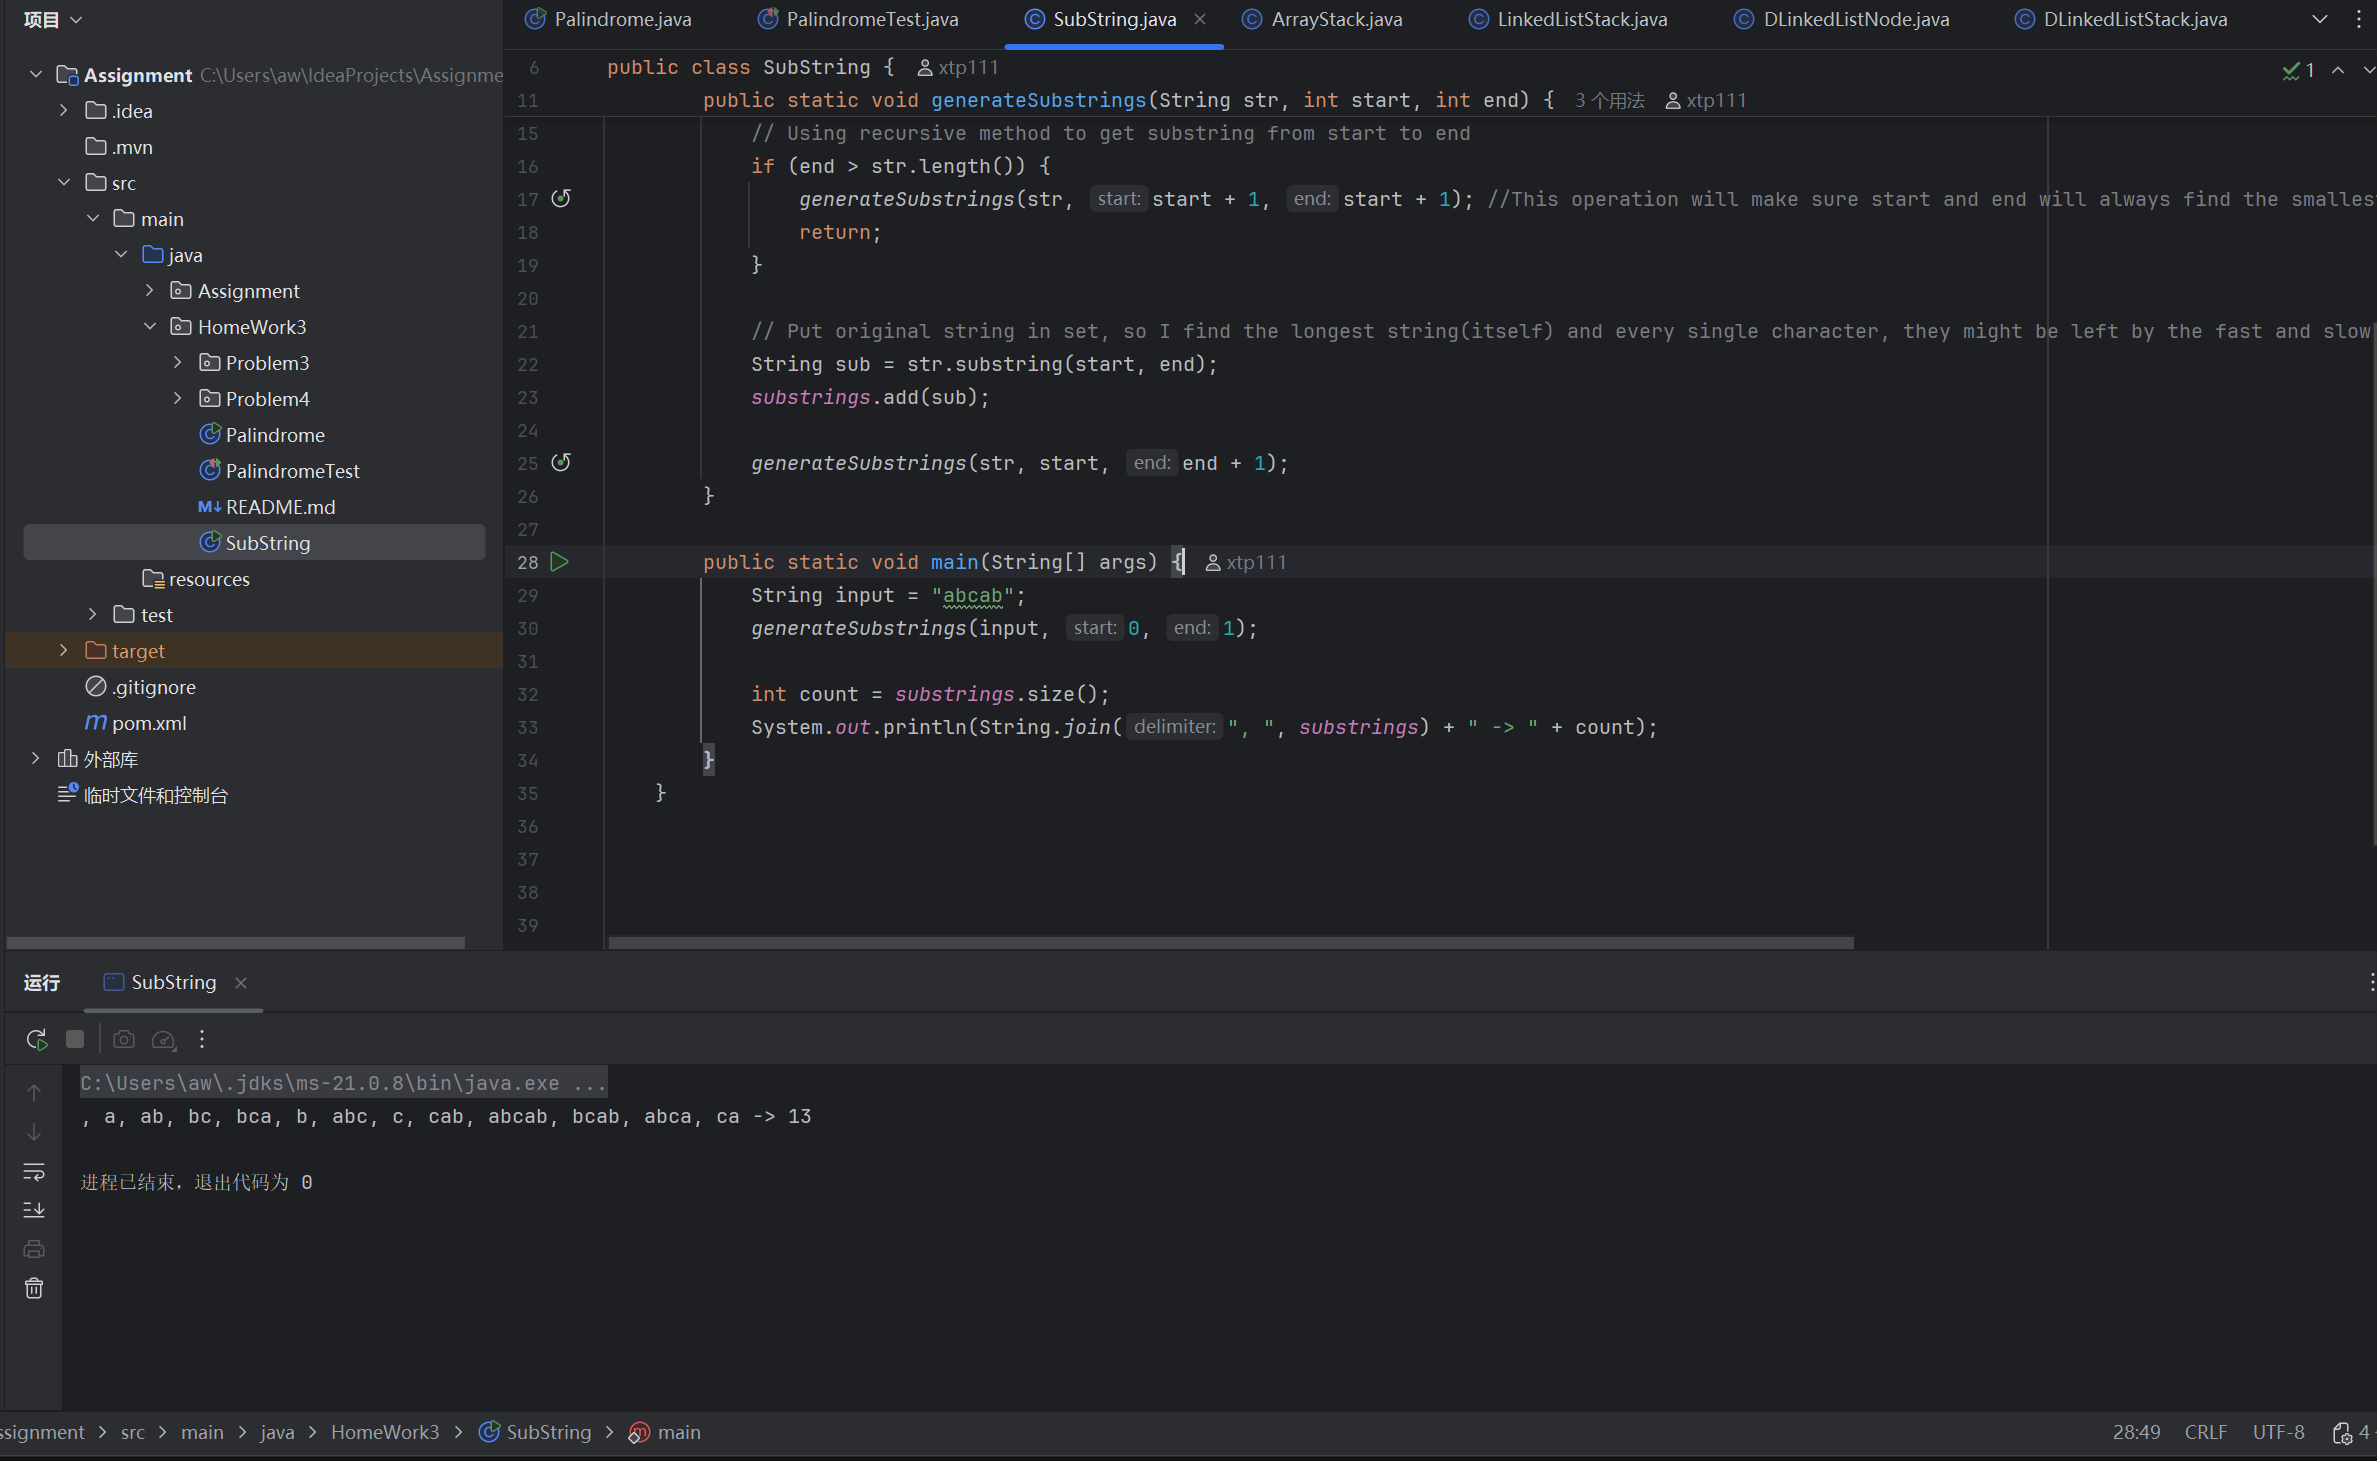 项目
Palindrome.java
PalindromeTest.java
SubString.java
ArrayStack.java
LinkedListStack.java
DLinkedListNode.java
DLinkedListStack.java
Assignment C:\Users\aw\IdeaProjects\Assignme
.idea
.mvn
src
main
java
Assignment
HomeWork3
Problem3
Problem4
Palindrome
PalindromeTest
README.md
SubString
resources
test
target
.gitignore
pom.xml
外部库
临时文件和控制台
6 public class SubString { xtp111
1
11 public static void generateSubstrings(String str, int start, int end) { 3 个用法 xtp111
15 // Using recursive method to get substring from start to end
16 if (end > str.length()) {
17 generateSubstrings(str, start: start + 1, end: start + 1); //This operation will make sure start and end will always find the smalles
18 return;
19 }
20
21 // Put original string in set, so I find the longest string(itself) and every single character, they might be left by the fast and slow
22 String sub = str.substring(start, end);
23 substrings.add(sub);
24
25 generateSubstrings(str, start, end: end + 1);
26 }
27
28 public static void main(String[] args) { xtp111
29 String input = "abcab";
30 generateSubstrings(input, start: 0, end: 1);
31
32 int count = substrings.size();
33 System.out.println(String.join( delimiter: ", ", substrings) + " -> " + count);
34 }
35 }
36
37
38
39
运行 SubString
C:\Users\aw\.jdks\ms-21.0.8\bin\java.exe ...
, a, ab, bc, bca, b, abc, c, cab, abcab, bcab, abca, ca -> 13
进程已结束，退出代码为 0
ssignment > src > main > java > HomeWork3 > SubString > main
28:49 CRLF UTF-8 4